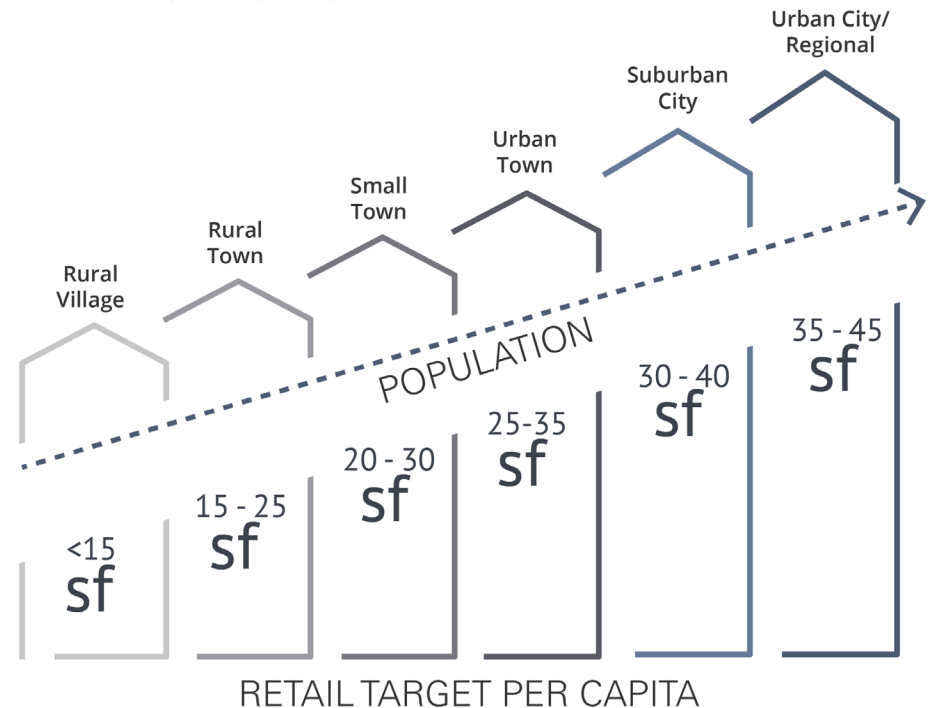 Urban City/
Regional
Suburban
City
Urban
Town
Small
Town
Rural
Town
Rural
Village
POPULATION
<15
sf
15 - 25
sf
20 - 30
sf
25-35
sf
30 - 40
sf
35 - 45
sf
RETAIL TARGET PER CAPITA